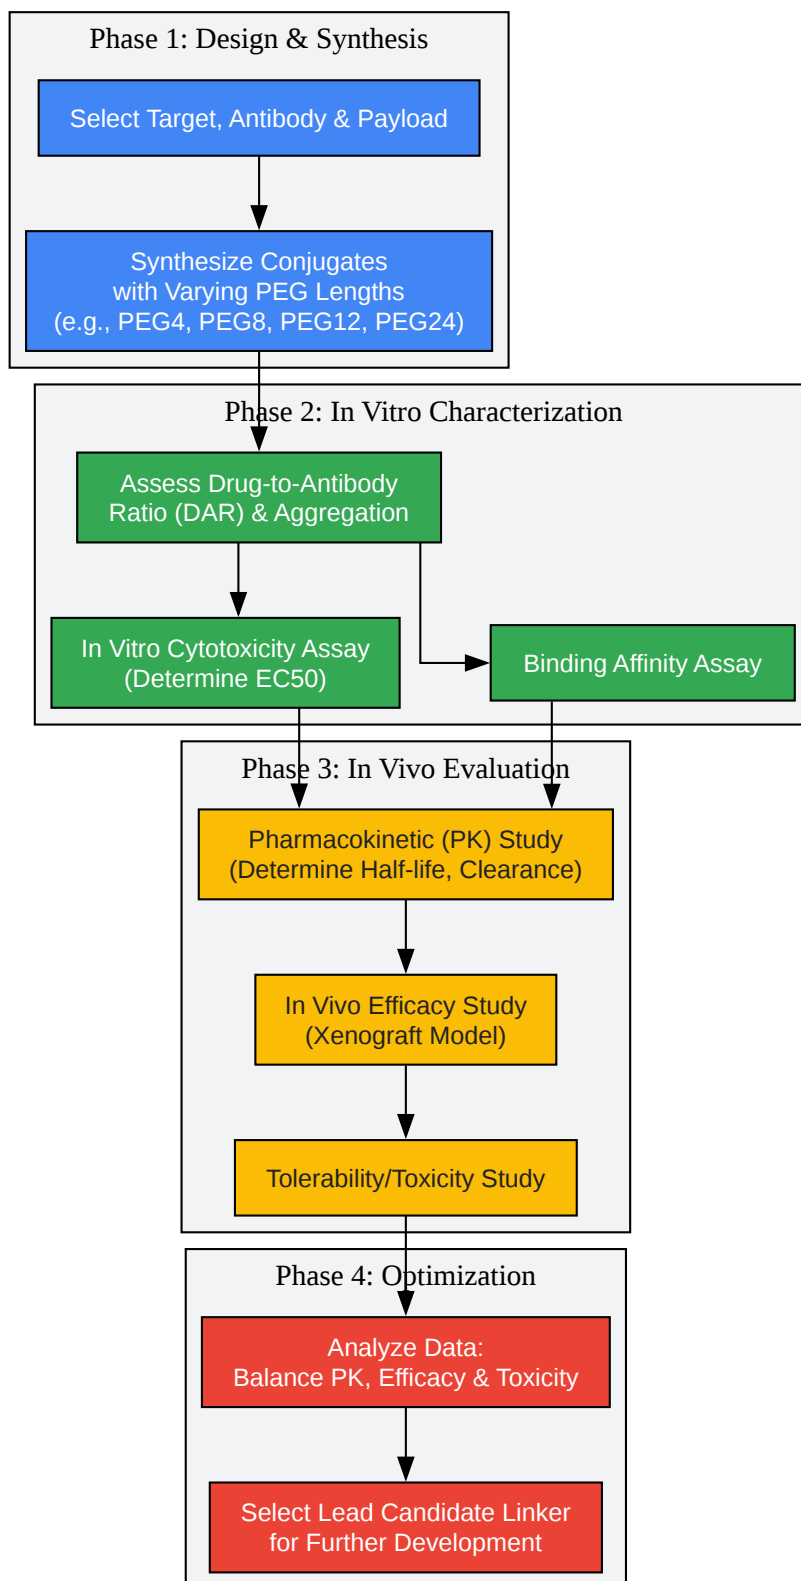 Phase 1: Design & Synthesis
Select Target, Antibody & Payload
Synthesize Conjugates
with Varying PEG Lengths
(e.g., PEG4, PEG8, PEG12, PEG24)
Phase 2: In Vitro Characterization
Assess Drug-to-Antibody
Ratio (DAR) & Aggregation
In Vitro Cytotoxicity Assay
(Determine EC50)
Binding Affinity Assay
Phase 3: In Vivo Evaluation
Pharmacokinetic (PK) Study
(Determine Half-life, Clearance)
In Vivo Efficacy Study
(Xenograft Model)
Tolerability/Toxicity Study
Phase 4: Optimization
Analyze Data:
Balance PK, Efficacy & Toxicity
Select Lead Candidate Linker
for Further Development